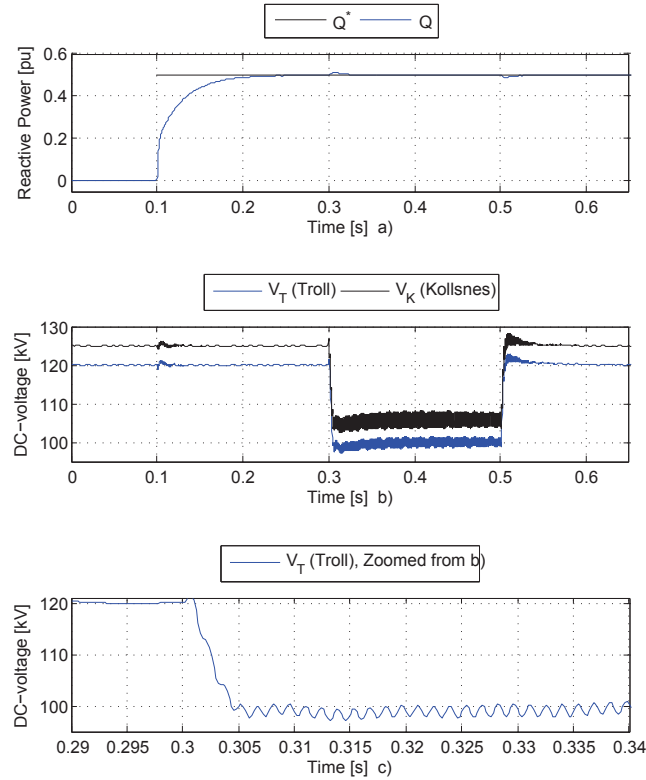 Q* Q
Reactive Power [pu]
0.6
0.4
0.2
0
0 0.1 0.2 0.3 0.4 0.5 0.6
Time [s] a)
V_T (Troll) V_K (Kollsnes)
DC-voltage [kV]
130
120
110
100
0 0.1 0.2 0.3 0.4 0.5 0.6
Time [s] b)
V_T (Troll), Zoomed from b)
DC-voltage [kV]
120
110
100
0.29 0.295 0.3 0.305 0.31 0.315 0.32 0.325 0.33 0.335 0.34
Time [s] c)